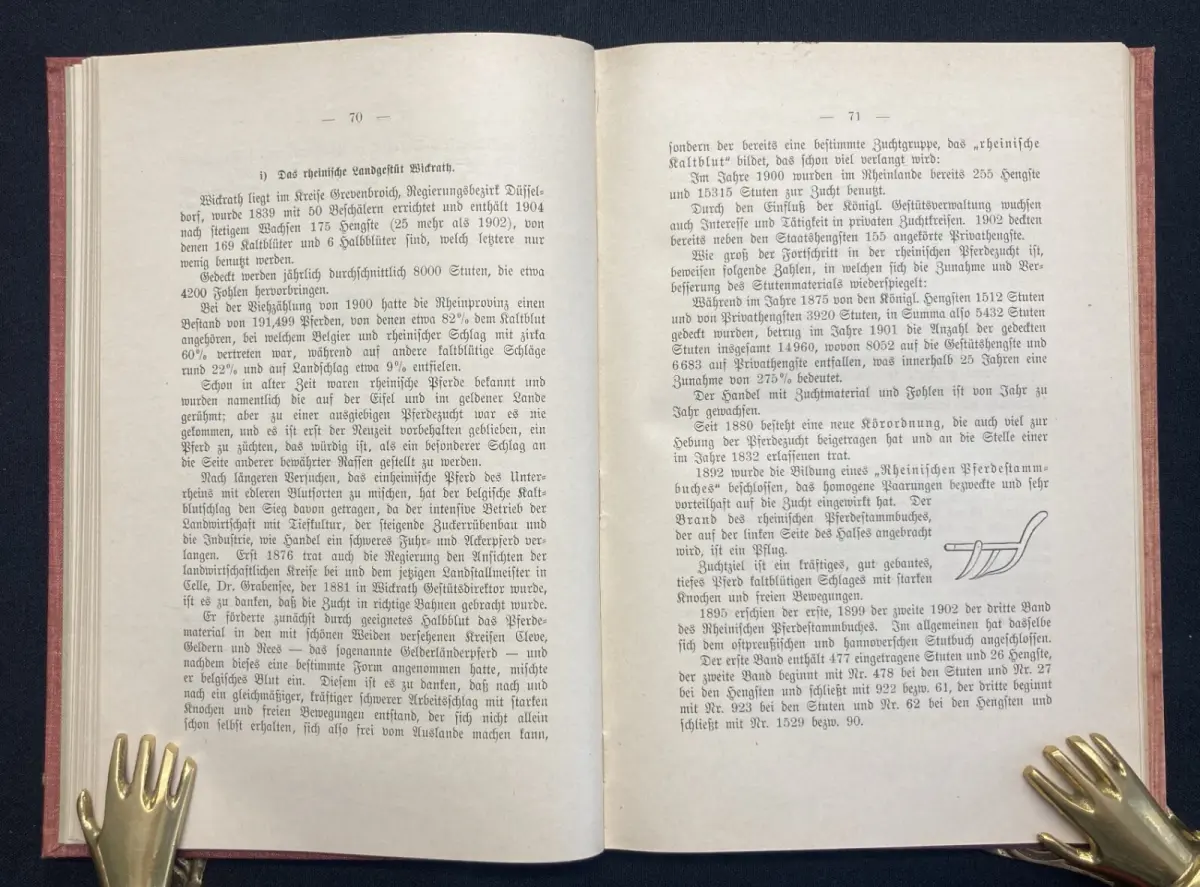 — 70 —
i) Das rheinische Landgestüt Wickrath.
Wickrath liegt im Kreise Grevenbroich, Regierungsbezirk Düssel-
dorf, wurde 1839 mit 50 Beschälern errichtet und enthält 1904
nach stetigem Wachsen 175 Hengste (25 mehr als 1902), von
denen 169 Kaltblüter und 6 Halbblüter sind, welch letztere nur
wenig benutzt werden.
Gedeckt werden jährlich durchschnittlich 8000 Stuten, die etwa
4200 Fohlen hervorbringen.
Bei der Viehzählung von 1900 hatte die Rheinprovinz einen
Bestand von 191,499 Pferden, von denen etwa 82% dem Kaltblut
angehören, bei welchem Belgier und rheinischer Schlag mit zirka
60% vertreten war, während auf andere kaltblütige Schläge
rund 22% und auf Landschlag etwa 9% entfielen.
Schon in alter Zeit waren rheinische Pferde bekannt und
wurden namentlich die auf der Eifel und im geldener Lande
gerühmt; aber zu einer ausgiebigen Pferdezucht war es nie
gekommen, und es ist erst der Neuzeit vorbehalten geblieben, ein
Pferd zu züchten, das würdig ist, als ein besonderer Schlag an
die Seite anderer bewährter Rassen gestellt zu werden.
Nach längeren Versuchen, das einheimische Pferd des Unter-
rheins mit edleren Blutsorten zu mischen, hat der belgische Kalt-
blutschlag den Sieg davon getragen, da der intensive Betrieb der
Landwirtschaft mit Tiefkultur, der steigende Zuckerrübenbau und
die Industrie, wie Handel ein schweres Fuhr- und Ackerpferd ver-
langen. Erst 1876 trat auch die Regierung den Ansichten der
landwirtschaftlichen Kreise bei und dem jetzigen Landstallmeister in
Celle, Dr. Grabensee, der 1881 in Wickrath Gestütsdirektor wurde,
ist es zu danken, daß die Zucht in richtige Bahnen gebracht wurde.
Er förderte zunächst durch geeignetes Halbblut das Pferde-
material in den mit schönen Weiden versehenen Kreisen Cleve,
Geldern und Rees — das sogenannte Gelderländerpferd — und
nachdem dieses eine bestimmte Form angenommen hatte, mischte
er belgisches Blut ein. Diesem ist es zu danken, daß nach und
nach ein gleichmäßiger, kräftiger schwerer Arbeitsschlag mit starken
Knochen und freien Bewegungen entstand, der sich nicht allein
schon selbst erhalten, sich also frei vom Auslande machen kann,
— 71 —
sondern der bereits eine bestimmte Zuchtgruppe, das „rheinische
Kaltblut“ bildet, das schon viel verlangt wird:
Im Jahre 1900 wurden im Rheinlande bereits 255 Hengste
und 15315 Stuten zur Zucht benutzt.
Durch den Einfluß der Königl. Gestütsverwaltung wuchsen
auch Interesse und Tätigkeit in privaten Zuchtkreisen. 1902 deckten
bereits neben den Staatshengsten 155 angekörte Privathengste.
Wie groß der Fortschritt in der rheinischen Pferdezucht ist,
beweisen folgende Zahlen, in welchen sich die Zunahme und Ver-
besserung des Stutenmaterials wiederspiegelt:
Während im Jahre 1875 von den Königl. Hengsten 1512 Stuten
und von Privathengsten 3920 Stuten, in Summa also 5432 Stuten
gedeckt wurden, betrug im Jahre 1901 die Anzahl der gedeckten
Stuten insgesamt 14960, wovon 8052 auf die Gestütshengste und
6683 auf Privathengste entfallen, was innerhalb 25 Jahren eine
Zunahme von 275% bedeutet.
Der Handel mit Zuchtmaterial und Fohlen ist von Jahr zu
Jahr gewachsen.
Seit 1880 besteht eine neue Körordnung, die auch viel zur
Hebung der Pferdezucht beigetragen hat und an die Stelle einer
im Jahre 1832 erlassenen trat.
1892 wurde die Bildung eines „Rheinischen Pferdestamm-
buches“ beschlossen, das homogene Paarungen bezweckte und sehr
vorteilhaft auf die Zucht eingewirkt hat. Der
Brand des rheinischen Pferdestammbuches,
der auf der linken Seite des Halses angebracht
wird, ist ein Pflug.
Zuchtziel ist ein kräftiges, gut gebautes,
tiefes Pferd kaltblütigen Schlages mit starken
Knochen und freien Bewegungen.
1895 erschien der erste, 1899 der zweite 1902 der dritte Band
des Rheinischen Pferdestammbuches. Im allgemeinen hat dasselbe
sich dem ostpreußischen und hannoverschen Stutbuch angeschlossen.
Der erste Band enthält 477 eingetragene Stuten und 26 Hengste,
der zweite Band beginnt mit Nr. 478 bei den Stuten und Nr. 27
bei den Hengsten und schließt mit 922 bezw. 61, der dritte beginnt
mit Nr. 923 bei den Stuten und Nr. 62 bei den Hengsten und
schließt mit Nr. 1529 bezw. 90.